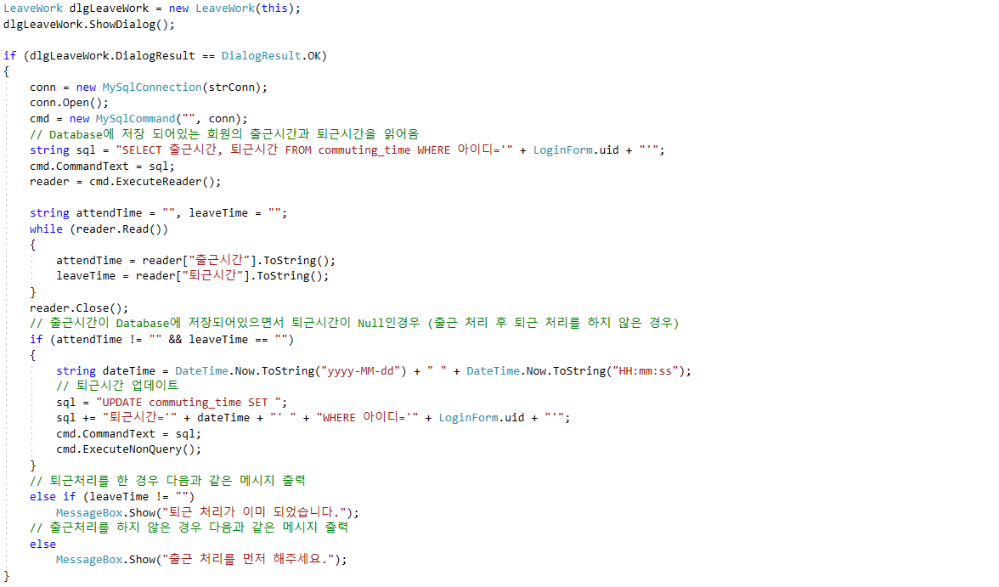 LeaveWork dlgLeaveWork = new LeaveWork(this);
dlgLeaveWork.ShowDialog();
if (dlgLeaveWork.DialogResult == DialogResult.OK)
{
conn = new MySqlConnection(strConn);
conn.Open();
cmd = new MySqlCommand("", conn);
// Database에 저장 되어있는 회원의 출근시간과 퇴근시간을 읽어옴
string sql = "SELECT 출근시간, 퇴근시간 FROM commuting_time WHERE 아이디='" + LoginForm.uid + "'";
cmd.CommandText = sql;
reader = cmd.ExecuteReader();
string attendTime = "", leaveTime = "";
while (reader.Read())
{
attendTime = reader["출근시간"].ToString();
leaveTime = reader["퇴근시간"].ToString();
}
reader.Close();
// 출근시간이 Database에 저장되어있으면서 퇴근시간이 Null인경우 (출근 처리 후 퇴근 처리를 하지 않은 경우)
if (attendTime != "" && leaveTime == "")
{
string dateTime = DateTime.Now.ToString("yyyy-MM-dd") + " " + DateTime.Now.ToString("HH:mm:ss");
// 퇴근시간 업데이트
sql = "UPDATE commuting_time SET ";
sql += "퇴근시간='" + dateTime + "' " + "WHERE 아이디='" + LoginForm.uid + "'";
cmd.CommandText = sql;
cmd.ExecuteNonQuery();
}
// 퇴근처리를 한 경우 다음과 같은 메시지 출력
else if (leaveTime != "")
MessageBox.Show("퇴근 처리가 이미 되었습니다.");
// 출근처리를 하지 않은 경우 다음과 같은 메시지 출력
else
MessageBox.Show("출근 처리를 먼저 해주세요.");
}